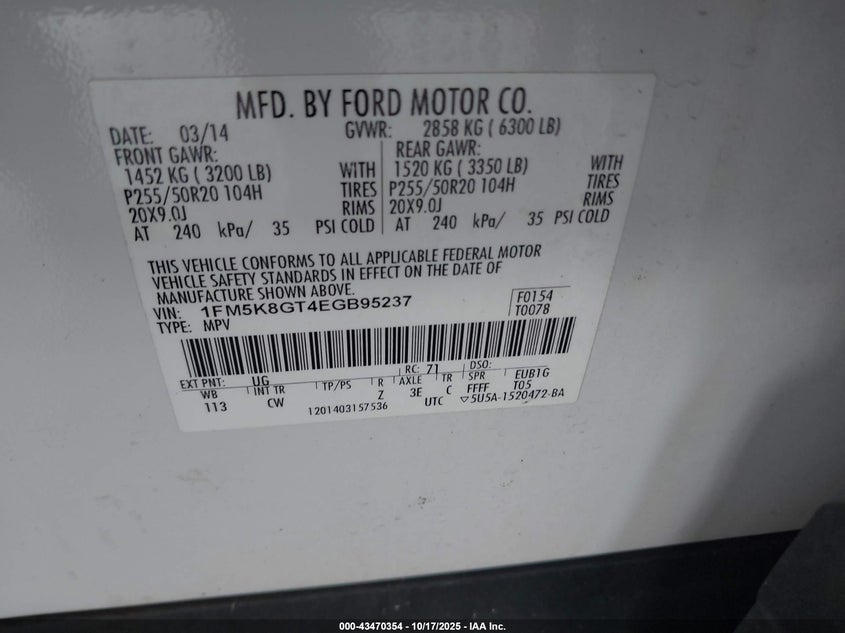 MFD. BY FORD MOTOR CO.
DATE: 03/14 GVWR: 2858 KG ( 6300 LB)
FRONT GAWR: REAR GAWR:
1452 KG ( 3200 LB) WITH 1520 KG ( 3350 LB) WITH
P255/50R20 104H TIRES P255/50R20 104H TIRES
20X9.0J RIMS 20X9.0J RIMS
AT 240 kPa/ 35 PSI COLD AT 240 kPa/ 35 PSI COLD
THIS VEHICLE CONFORMS TO ALL APPLICABLE FEDERAL MOTOR
VEHICLE SAFETY STANDARDS IN EFFECT ON THE DATE OF
MANUFACTURE SHOWN ABOVE.
VIN: 1FM5K8GT4EGB95237 F0154
TYPE: MPV T0078
EXT PNT: UG RC: 71 DSO:
WB INT TR TP/PS R AXLE TR SPR EUB1G
113 CW Z 3E C FFFF T05
1201403157536 UTC ▽5U5A-1520472-BA
000-43470354 - 10/17/2025 - IAA Inc.